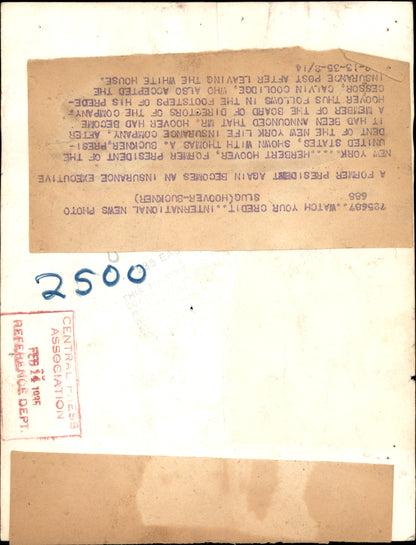 725687...WATCH YOUR CREDIT...INTERNATIONAL NEWS PHOTO
SLUG(HOOVER-BUCKNER)
688
A FORMER PRESIDENT AGAIN BECOMES AN INSURANCE EXECUTIVE
NEW YORK...HERBERT HOOVER, FORMER PRESIDENT OF THE
UNITED STATES, SHOWN WITH THOMAS A. BUCKNER, PRESI-
DENT OF THE NEW YORK LIFE INSURANCE COMPANY, AFTER
IT HAD BEEN ANNOUNCED THAT MR. HOOVER HAD BECOME
A MEMBER OF THE BOARD OF DIRECTORS OF THE COMPANY.
HOOVER THUS FOLLOWS IN THE FOOTSTEPS OF HIS PREDE-
CESSOR, CALVIN COOLIDGE, WHO ALSO ACCEPTED THE
INSURANCE POST AFTER LEAVING THE WHITE HOUSE.
2-13-35-3/14
2500
CENTRAL PRESS
ASSOCIATION
FEB 24 1935
REFERENCE DEPT.